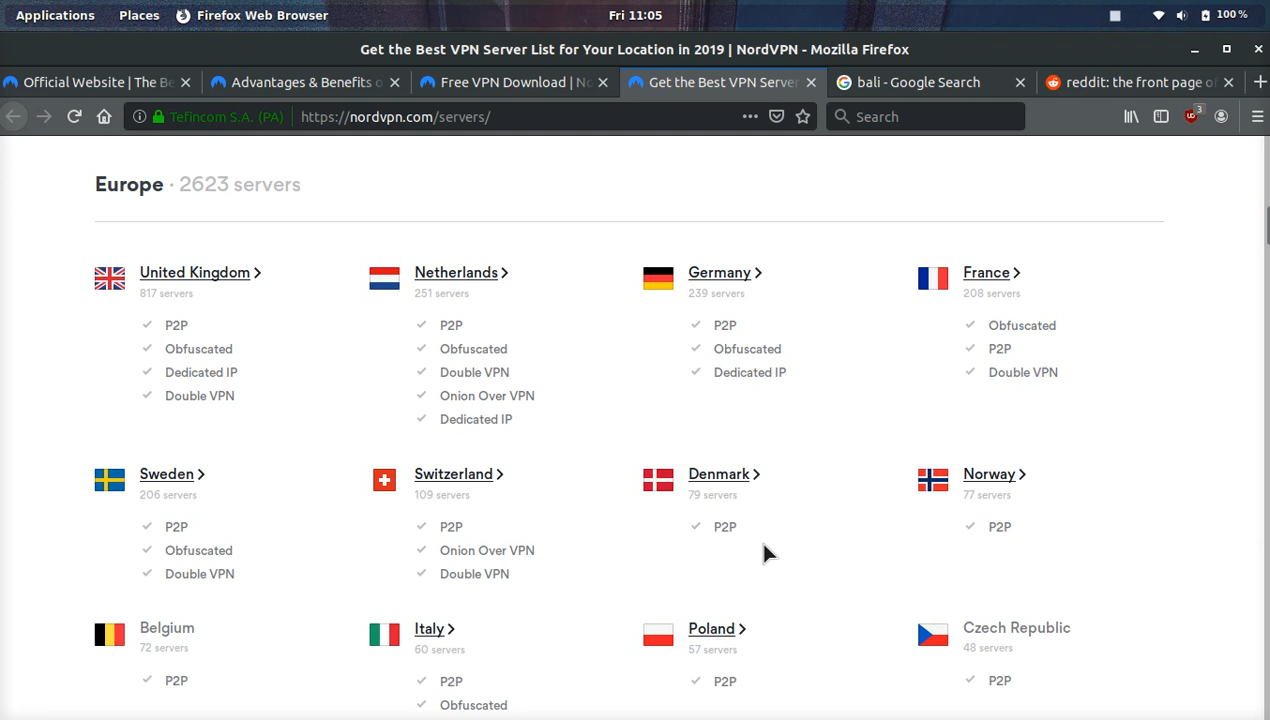 Applications Places Firefox Web Browser Fri 11:05 100%
Get the Best VPN Server List for Your Location in 2019 | NordVPN - Mozilla Firefox
Official Website | The Be Advantages & Benefits o Free VPN Download | No Get the Best VPN Server bali - Google Search reddit: the front page of
Tefincom S.A. (PA) https://nordvpn.com/servers/ Search 3
Europe · 2623 servers
United Kingdom Netherlands Germany France
817 servers 251 servers 239 servers 208 servers
P2P P2P P2P Obfuscated
Obfuscated Obfuscated Obfuscated P2P
Dedicated IP Double VPN Dedicated IP Double VPN
Double VPN Onion Over VPN
Dedicated IP
Sweden Switzerland Denmark Norway
206 servers 109 servers 79 servers 77 servers
P2P P2P P2P P2P
Obfuscated Onion Over VPN
Double VPN Double VPN
Belgium Italy Poland Czech Republic
72 servers 60 servers 57 servers 48 servers
P2P P2P P2P P2P
Obfuscated